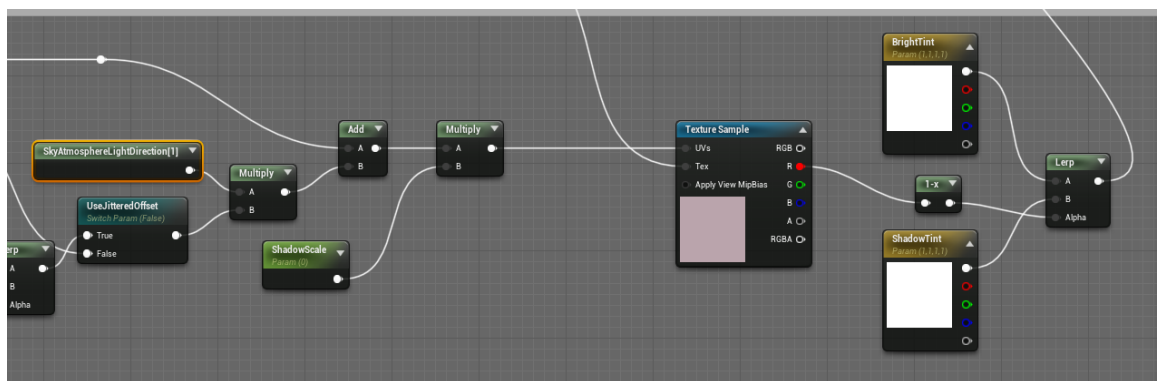 BrightTint
Param (1,1,1,1)
Add
Multiply
Texture Sample
A
B
A
B
UVs
RGB
Tex
R
Apply View MipBias
G
B
A
RGBA
SkyAtmosphereLightDirection[1]
Multiply
A
B
Lerp
A
B
Alpha
1-x
UseJitteredOffset
Switch Param (False)
True
False
ShadowTint
Param (1,1,1,1)
ShadowScale
Param (0)
erp
A
B
Alpha